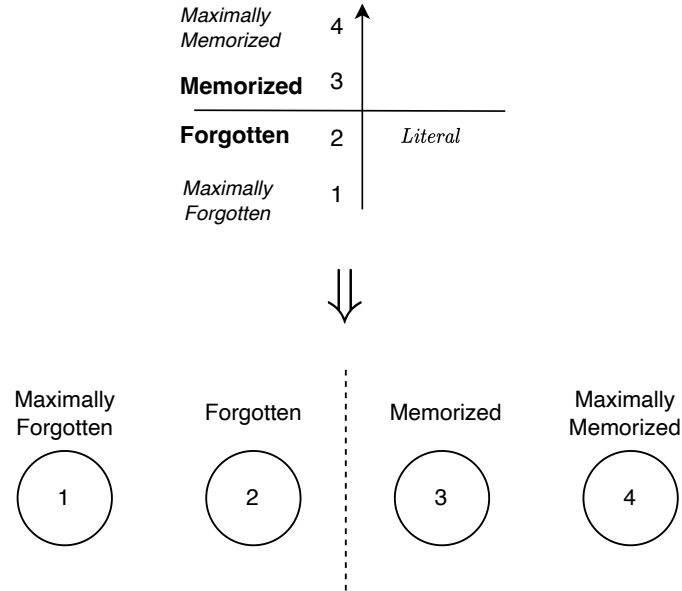 Maximally
Memorized
4
Memorized 3
Forgotten 2 Literal
Maximally
Forgotten
1
Maximally
Forgotten
Forgotten
Memorized
Maximally
Memorized
1 2 3 4